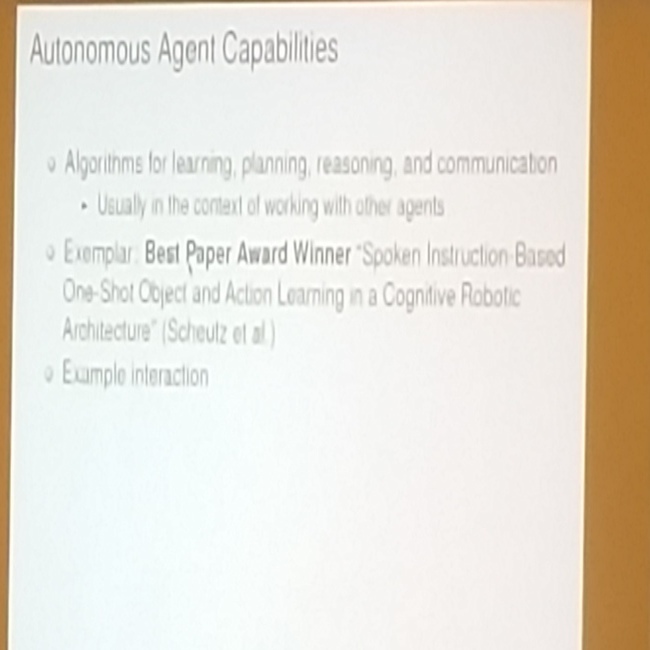 Autonomous Agent Capabilities
Algorithms for learning, planning, reasoning, and communication
Usually in the context of working with other agents
Exemplar: Best Paper Award Winner "Spoken Instruction-Based
One-Shot Object and Action Learning in a Cognitive Robotic
Architecture" (Scheutz et al.)
Example interaction